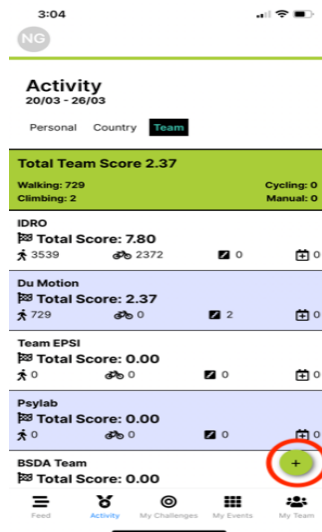 3:04
NG
Activity
20/03 - 26/03
Personal Country Team
Total Team Score 2.37
Walking: 729 Cycling: 0
Climbing: 2 Manual: 0
IDRO
Total Score: 7.80
3539 2372 0 0
Du Motion
Total Score: 2.37
729 0 2 0
Team EPSI
Total Score: 0.00
0 0 0 0
Psylab
Total Score: 0.00
0 0 0 0
BSDA Team
Total Score: 0.00
+
Feed Activity My Challenges My Events My Team